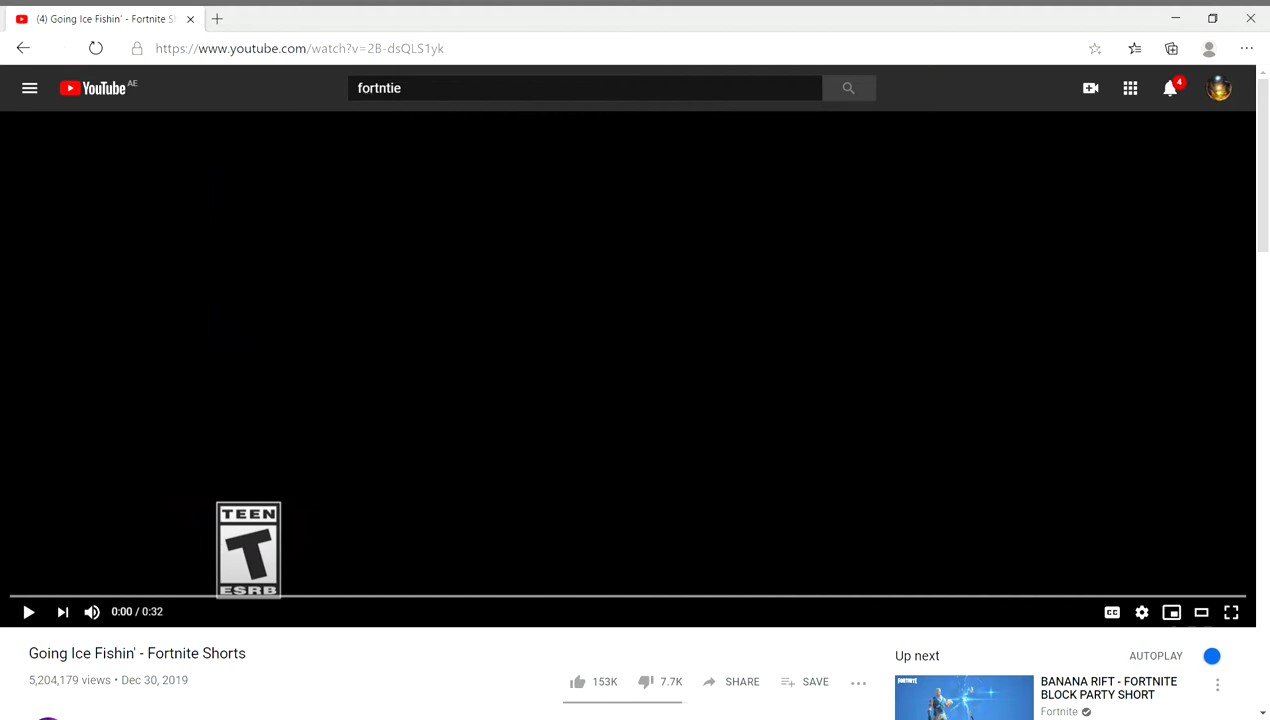 (4) Going Ice Fishin' - Fortnite S
https://www.youtube.com/watch?v=2B-dsQLS1yk
YouTube AE
fortntie
4
TEEN
T
ESRB
0:00 / 0:32
CC
Going Ice Fishin' - Fortnite Shorts
5,204,179 views • Dec 30, 2019
153K
7.7K
SHARE
SAVE
Up next
AUTOPLAY
FORTNITE
BANANA RIFT - FORTNITE
BLOCK PARTY SHORT
Fortnite